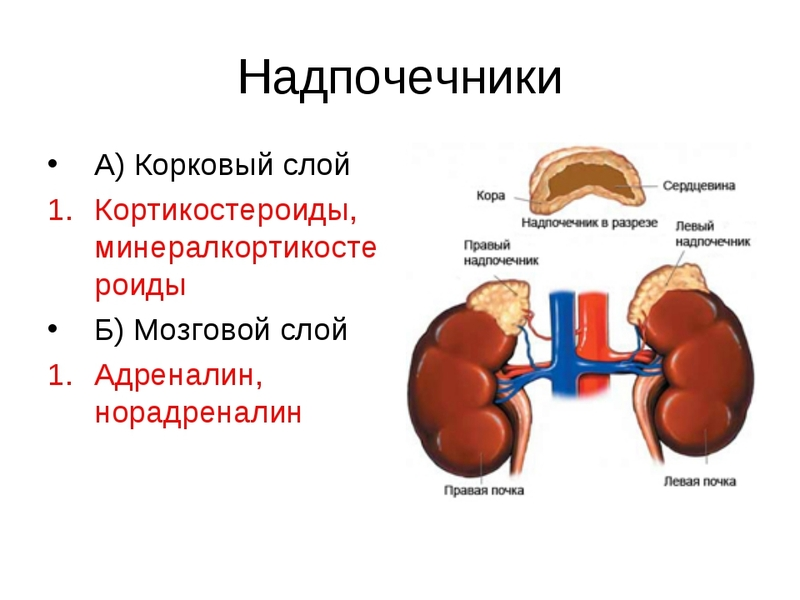 Надпочечники
• А) Корковый слой
1. Кортикостероиды,
минералкортикосте
роиды
• Б) Мозговой слой
1. Адреналин,
норадреналин
Кора
Сердцевина
Надпочечник в разрезе
Правый
надпочечник
Левый
надпочечник
Правая почка
Левая почка